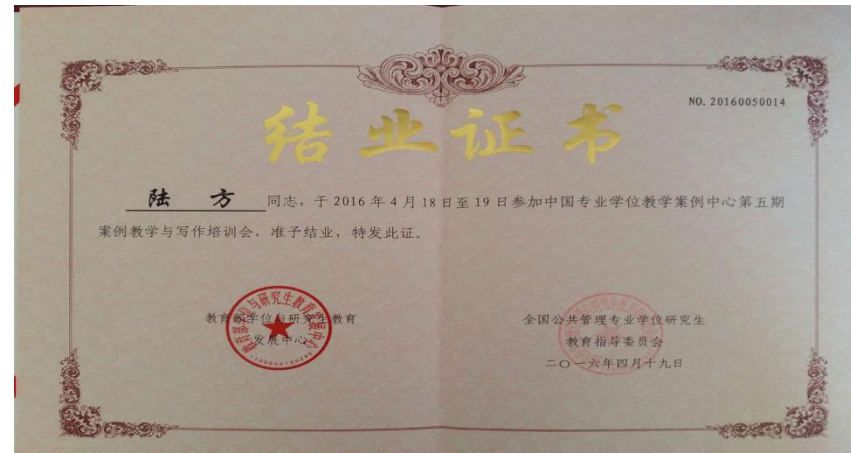 NO. 20160050014
结业证书
陆 方 同志，于 2016 年 4 月 18 日至 19 日参加中国专业学位教学案例中心第五期
案例教学与写作培训会，准予结业，特发此证。
教育部学位与研究生教育
发展中心
全国公共管理专业学位研究生
教育指导委员会
二〇一六年四月十九日